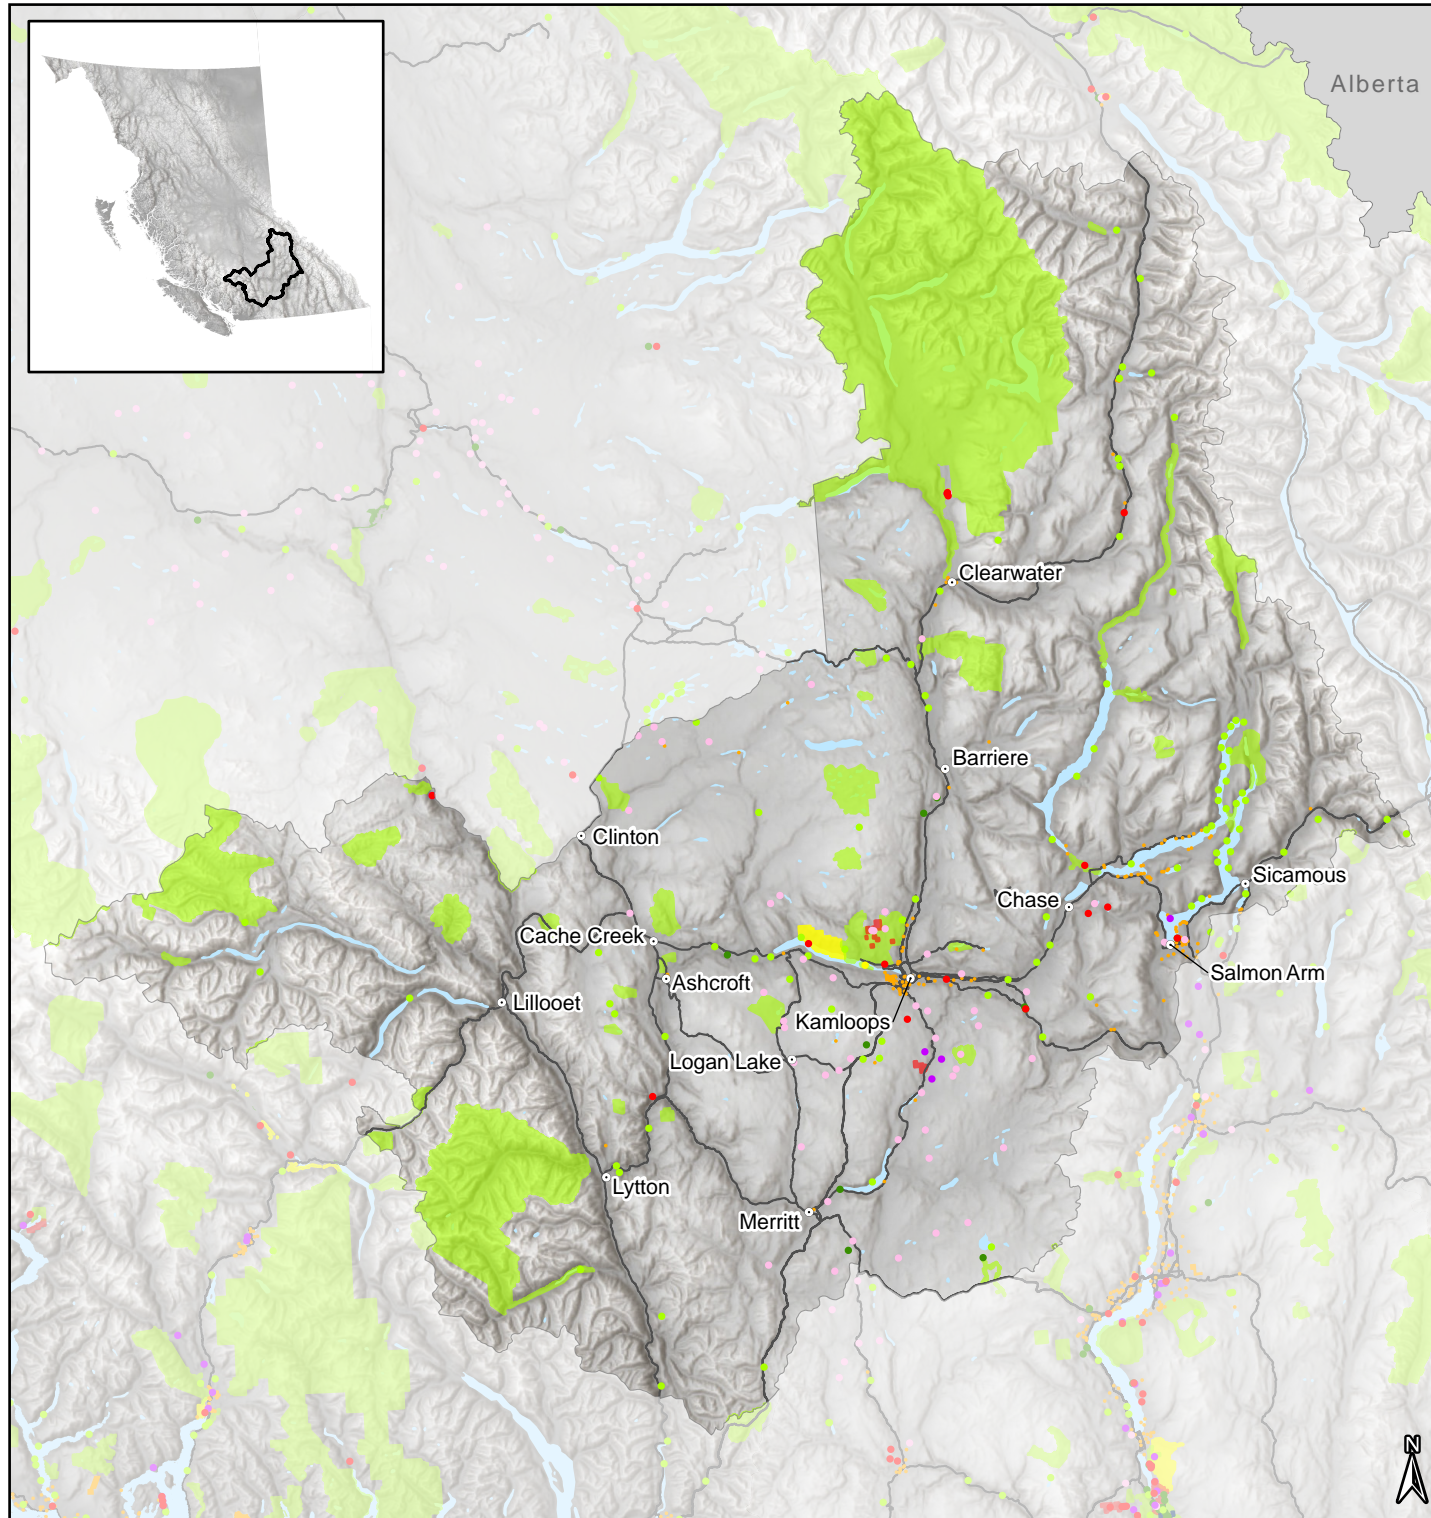 Alberta
Clearwater
Barriere
Clinton
Sicamous
Chase
Cache Creek
Salmon Arm
Ashcroft
Lillooet
Kamloops
Logan Lake
Lytton
Merritt
N